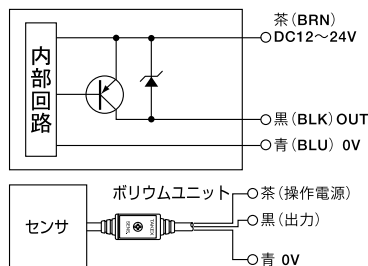 茶(BRN)
DC12～24V
内部回路
黒(BLK)OUT
青(BLU) 0V
ボリウムユニット
茶(操作電源)
センサ
黒(出力)
青 0V